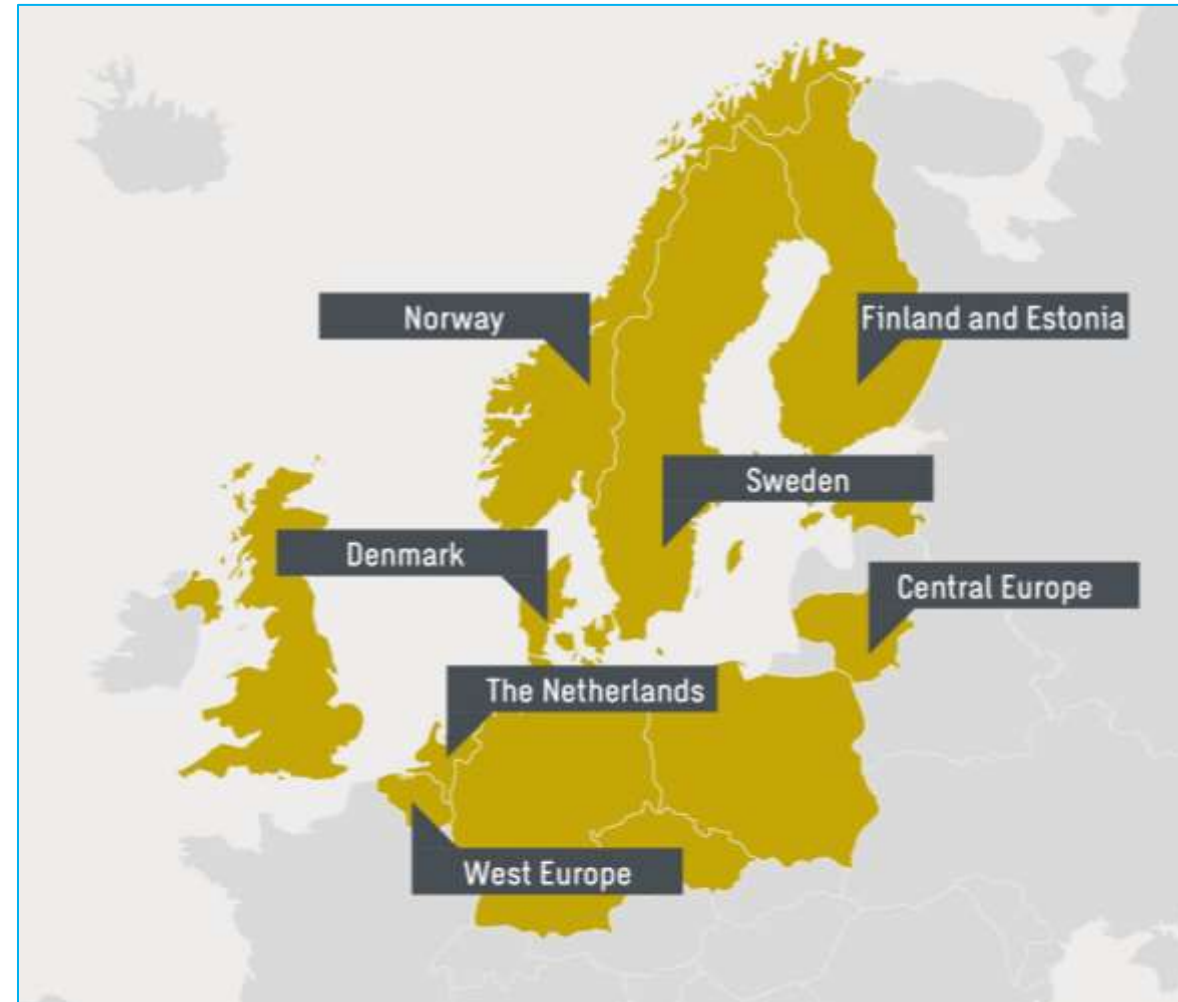 Norway
Finland and Estonia
Sweden
Denmark
Central Europe
The Netherlands
West Europe